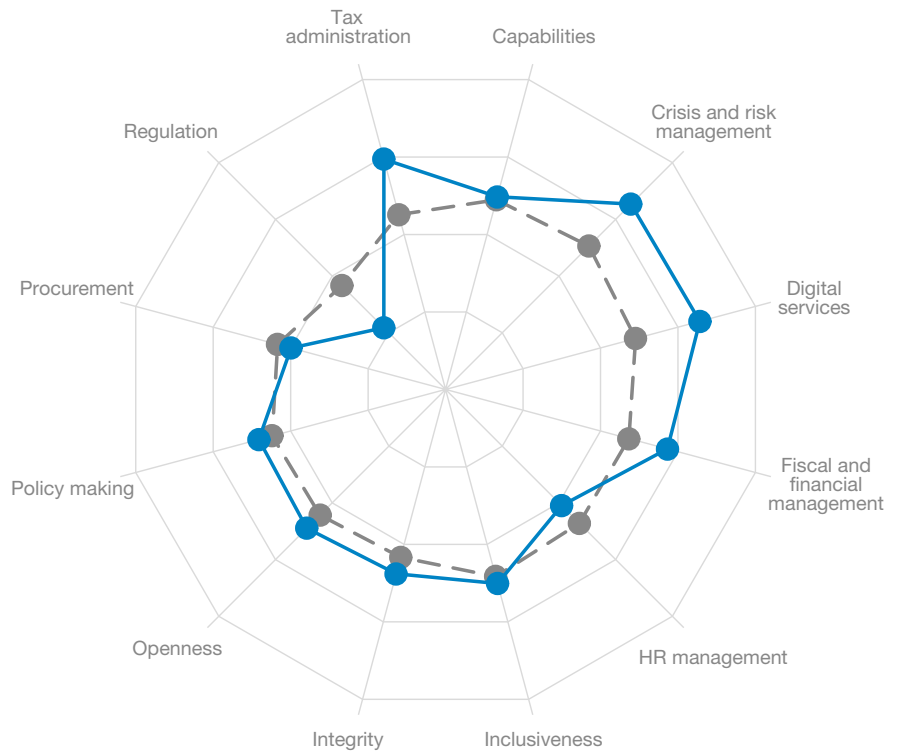 Tax
administration
Capabilities
Crisis and risk
management
Regulation
Procurement
Digital
services
Policy making
Fiscal and
financial
management
Openness
HR management
Integrity
Inclusiveness